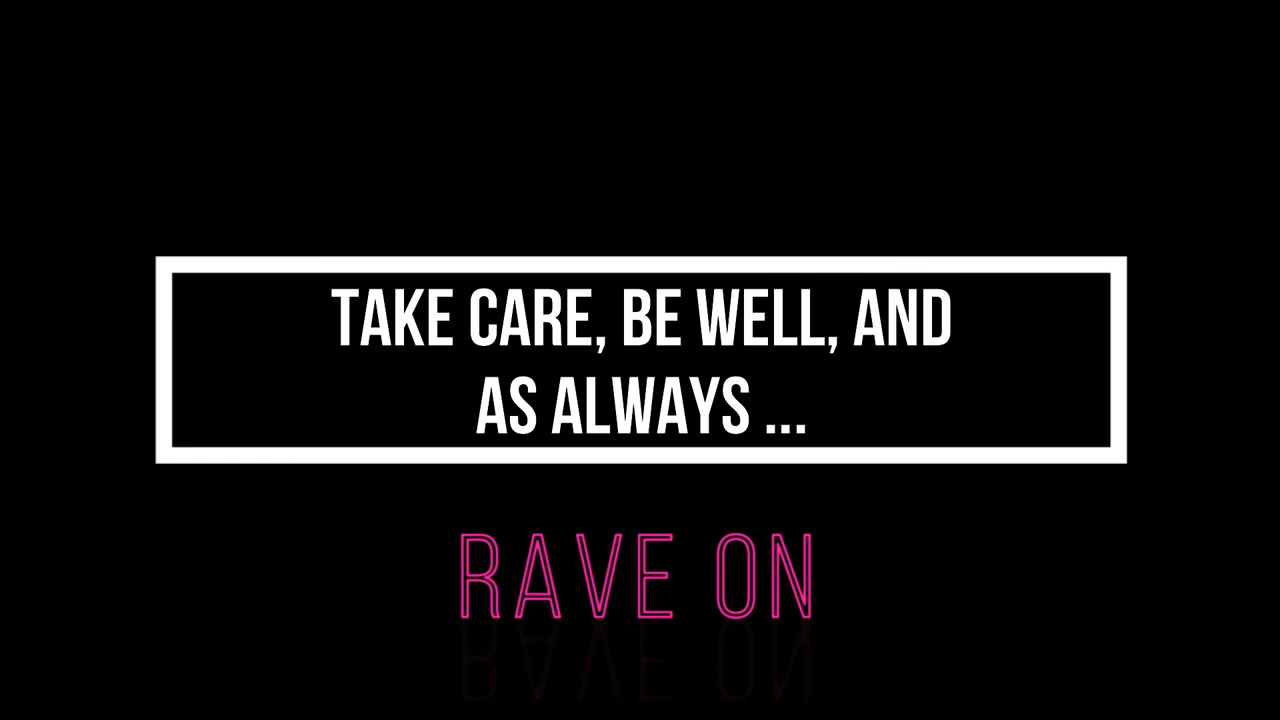 TAKE CARE, BE WELL, AND
AS ALWAYS ...
RAVE ON